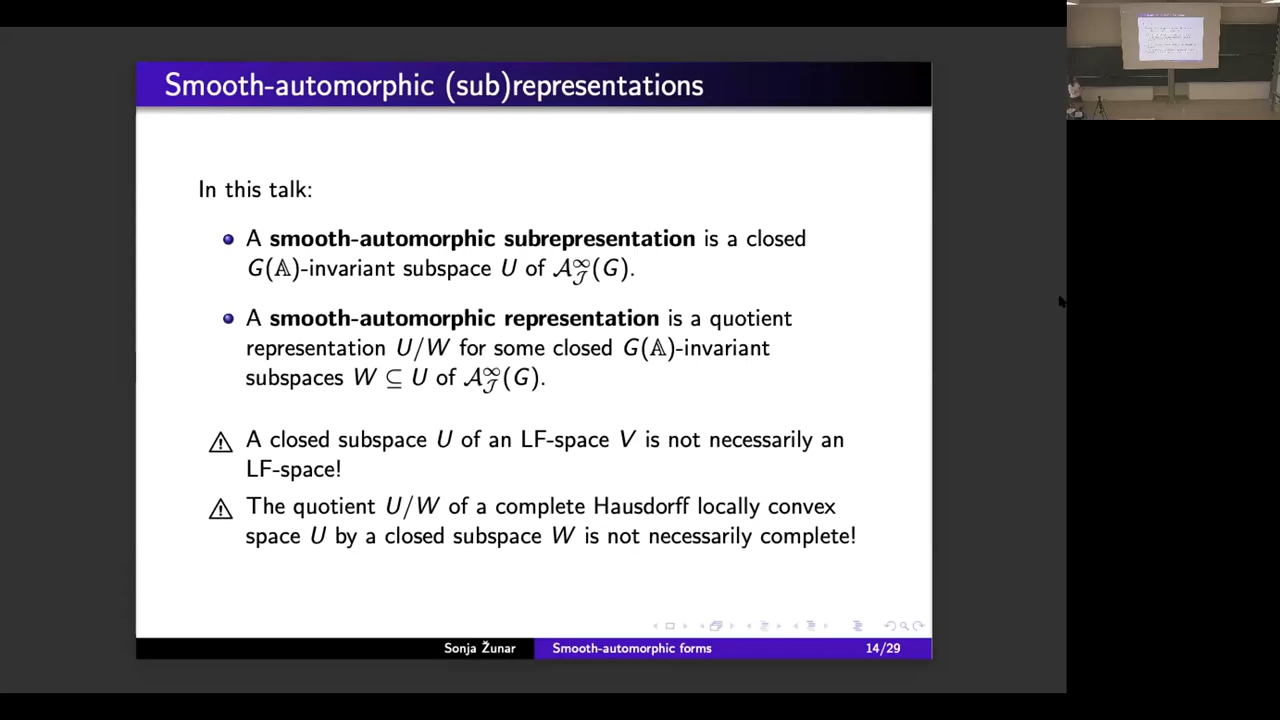 Smooth-automorphic (sub)representations
In this talk:
A smooth-automorphic subrepresentation is a closed
G(𝔸)-invariant subspace U of 𝒜_𝒥^∞(G).
A smooth-automorphic representation is a quotient
representation U/W for some closed G(𝔸)-invariant
subspaces W ⊆ U of 𝒜_𝒥^∞(G).
A closed subspace U of an LF-space V is not necessarily an
LF-space!
The quotient U/W of a complete Hausdorff locally convex
space U by a closed subspace W is not necessarily complete!
Sonja Žunar
Smooth-automorphic forms
14/29